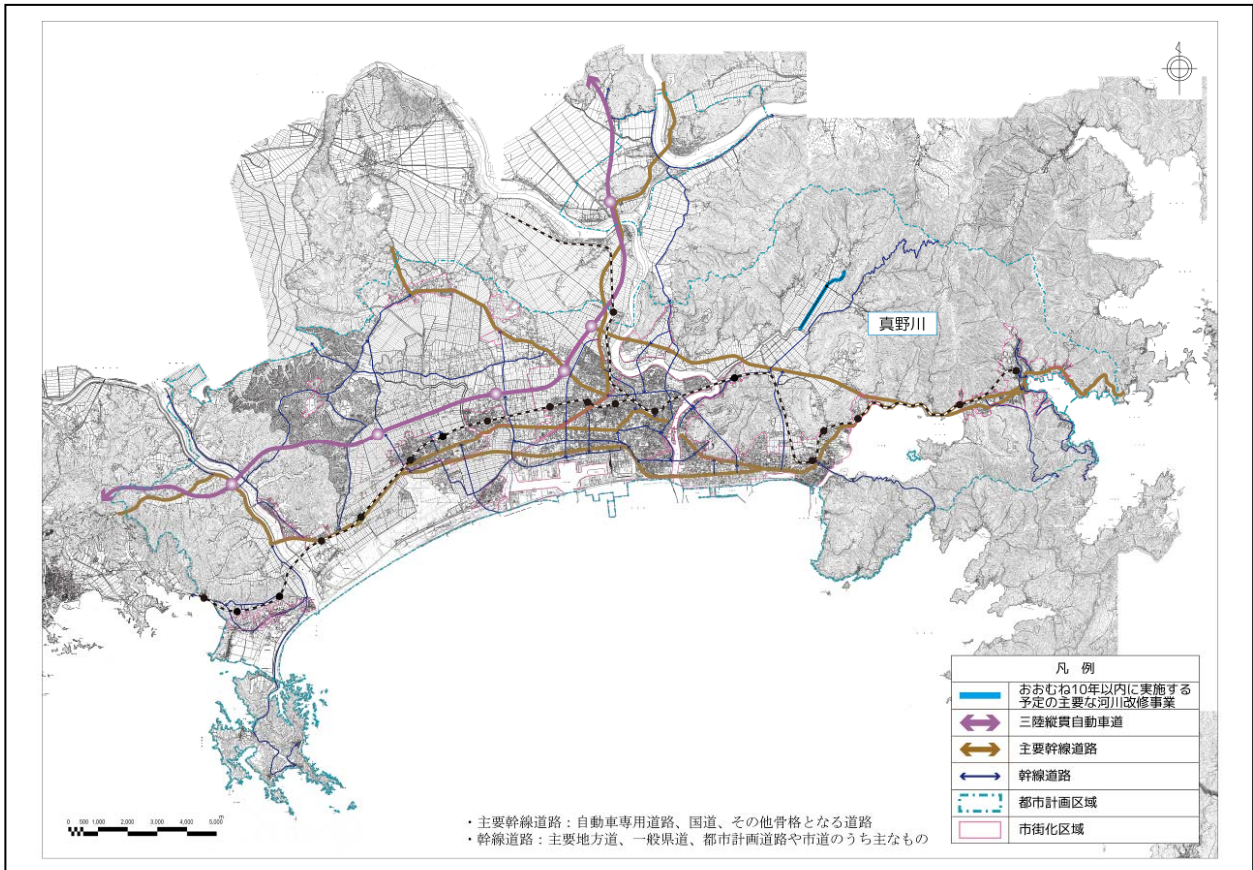 真野川
凡 例
おおむね10年以内に実施する
予定の主要な河川改修事業
三陸縦貫自動車道
主要幹線道路
幹線道路
都市計画区域
市街化区域
0 500 1,000 2,000 3,000 4,000 5,000m
・主要幹線道路：自動車専用道路、国道、その他骨格となる道路
・幹線道路：主要地方道、一般県道、都市計画道路や市道のうち主なもの